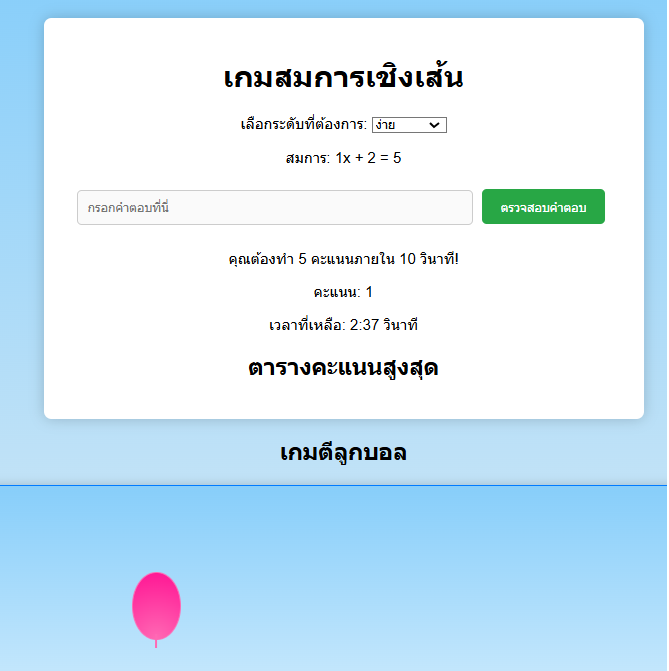 เกมสมการเชิงเส้น
เลือกระดับที่ต้องการ: ง่าย
สมการ: 1x + 2 = 5
กรอกคำตอบที่นี่ ตรวจสอบคำตอบ
คุณต้องทำ 5 คะแนนภายใน 10 วินาที!
คะแนน: 1
เวลาที่เหลือ: 2:37 วินาที
ตารางคะแนนสูงสุด
เกมตีลูกบอล